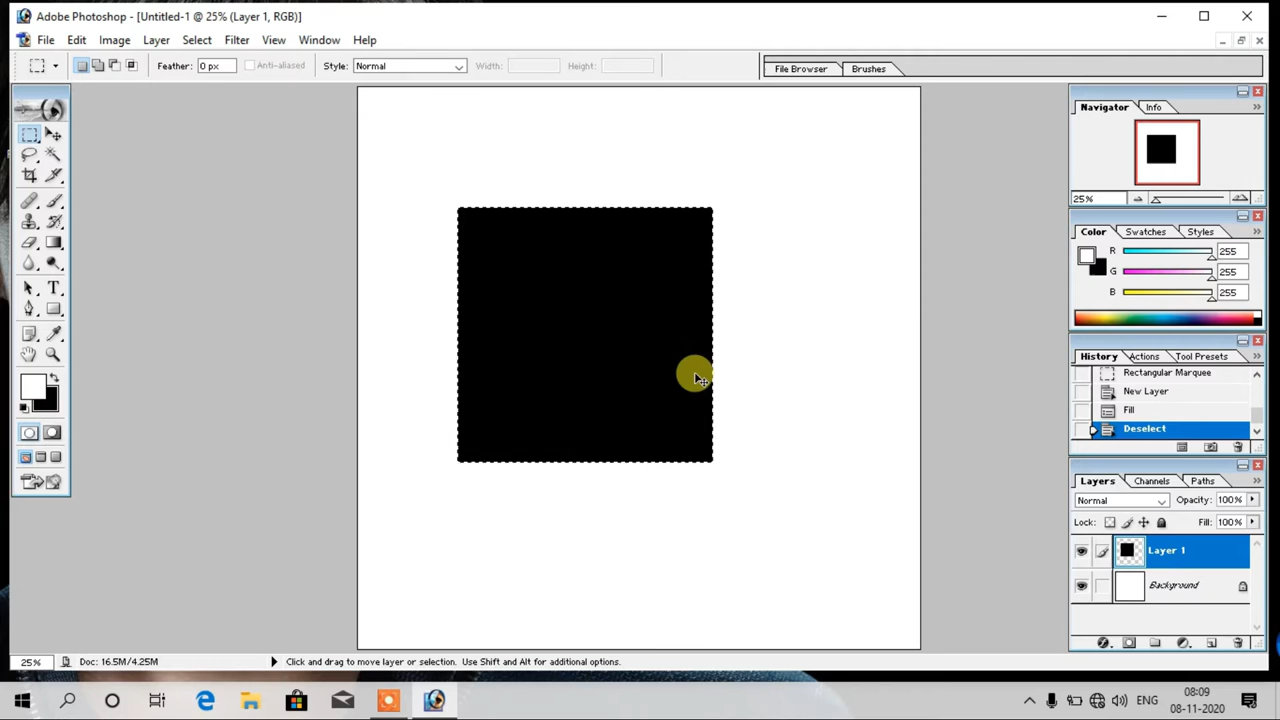 Adobe Photoshop - [Untitled-1 @ 25% (Layer 1, RGB)]
File Edit Image Layer Select Filter View Window Help
Feather: 0 px Anti-aliased Style: Normal Width: Height: File Browser Brushes
Navigator Info
25%
Color Swatches Styles
R 255
G 255
B 255
History Actions Tool Presets
Rectangular Marquee
New Layer
Fill
Deselect
Layers Channels Paths
Normal Opacity: 100%
Lock: Fill: 100%
Layer 1
Background
25% Doc: 16.5M/4.25M Click and drag to move layer or selection. Use Shift and Alt for additional options.
ENG 08:09
08-11-2020